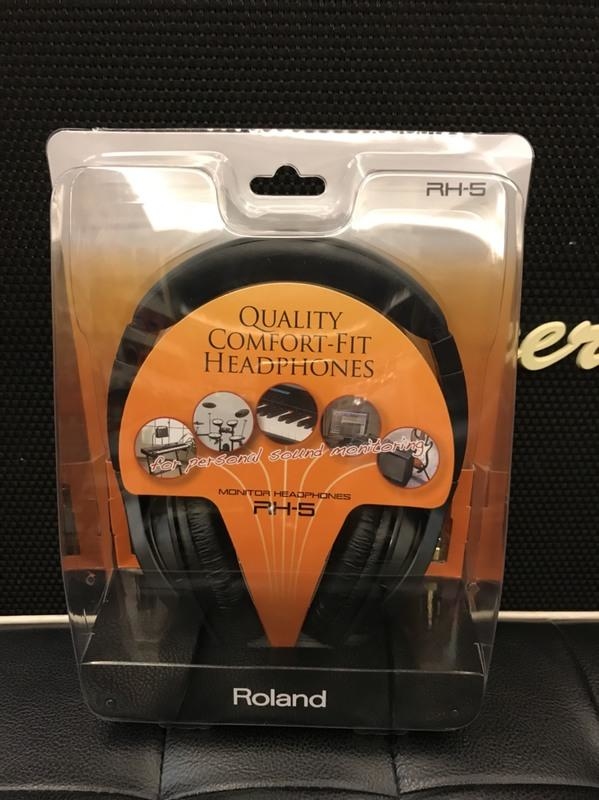 RH-5
QUALITY
COMFORT-FIT
HEADPHONES
for personal sound monitoring
MONITOR HEADPHONES
RH-5
Roland